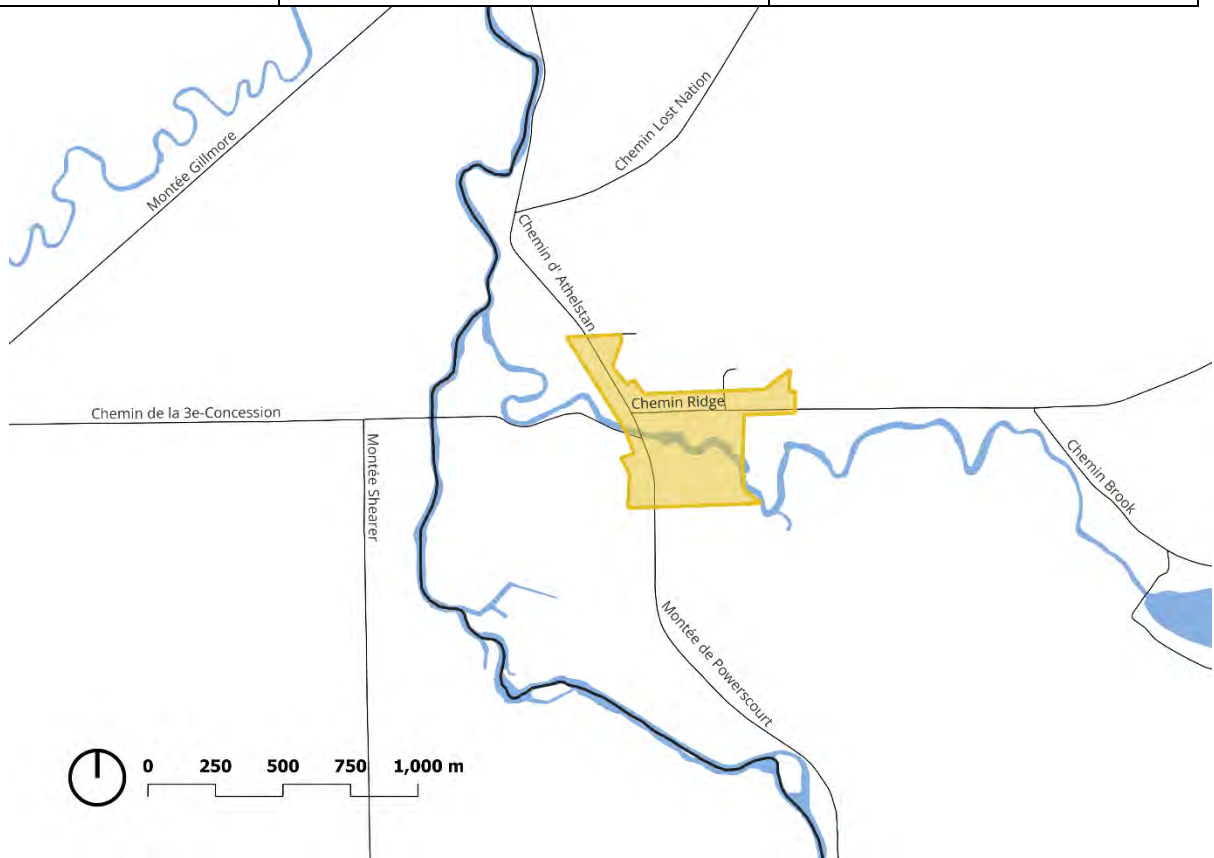 Chemin Lost Nation
Montée Gillmore
Chemin d' Athelstan
Chemin Ridge
Chemin de la 3e-Concession
Montée Shearer
Chemin Brook
Montée de Powerscourt
0 250 500 750 1,000 m